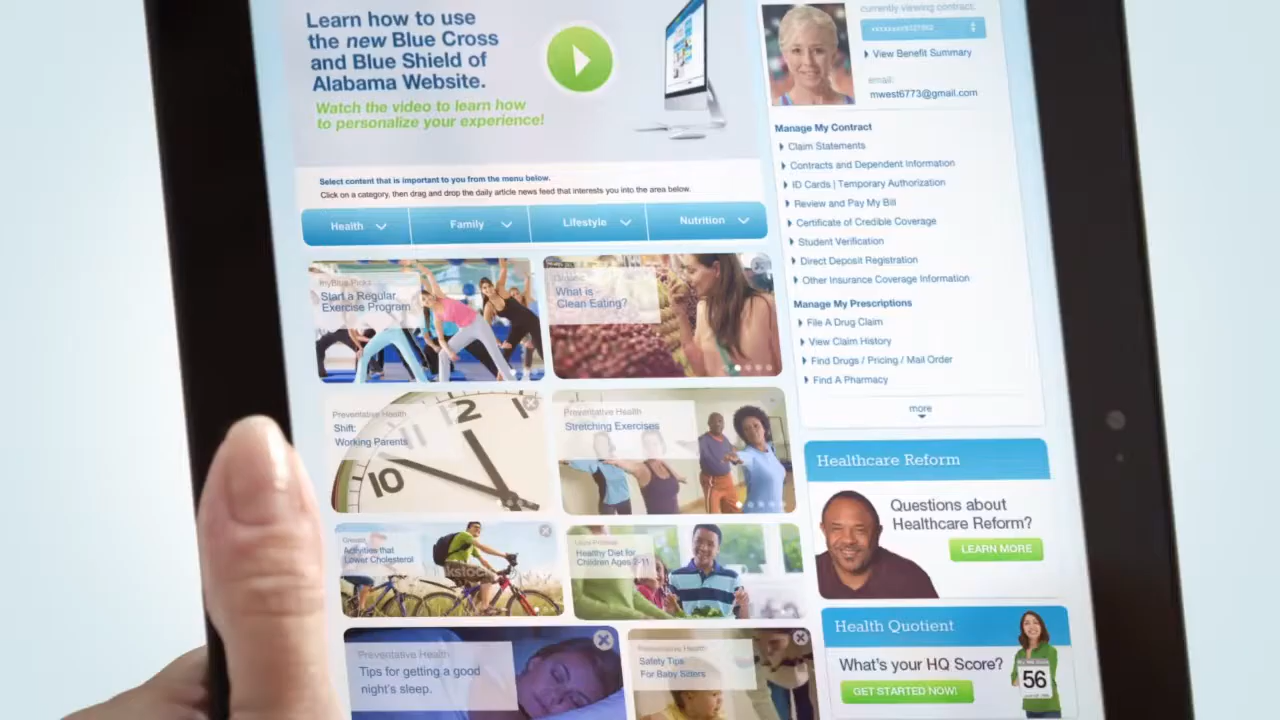 Learn how to use
the new Blue Cross
and Blue Shield of
Alabama Website.
Watch the video to learn how
to personalize your experience!
Select content that is important to you from the menu below.
Click on a category, then drag and drop the daily article news feed that interests you into the area below.
Health
Family
Lifestyle
Nutrition
myBlue Picks
Start a Regular
Exercise Program
What is
Clean Eating?
Preventative Health
Shift:
Working Parents
12
1
11
10
Preventative Health
Stretching Exercises
Groups
Activities that
Lower Cholesterol
Healthy Diet for
Children Ages 2-11
Preventative Health
Tips for getting a good
night's sleep.
Preventative Health
Safety Tips
For Baby Sitters
currently viewing contract:
View Benefit Summary
email:
mwest6773@gmail.com
Manage My Contract
Claim Statements
Contracts and Dependent Information
ID Cards | Temporary Authorization
Review and Pay My Bill
Certificate of Credible Coverage
Student Verification
Direct Deposit Registration
Other Insurance Coverage Information
Manage My Prescriptions
File A Drug Claim
View Claim History
Find Drugs / Pricing / Mail Order
Find A Pharmacy
more
Healthcare Reform
Questions about
Healthcare Reform?
LEARN MORE
Health Quotient
What's your HQ Score?
GET STARTED NOW!
56